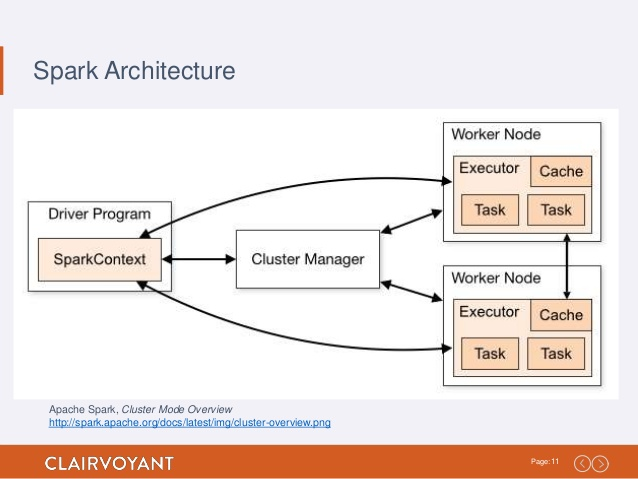 Spark Architecture
Driver Program
SparkContext
Cluster Manager
Worker Node
Executor
Cache
Task
Task
Worker Node
Executor
Cache
Task
Task
Apache Spark, Cluster Mode Overview
http://spark.apache.org/docs/latest/img/cluster-overview.png
CLAIRVOYANT
Page: 11